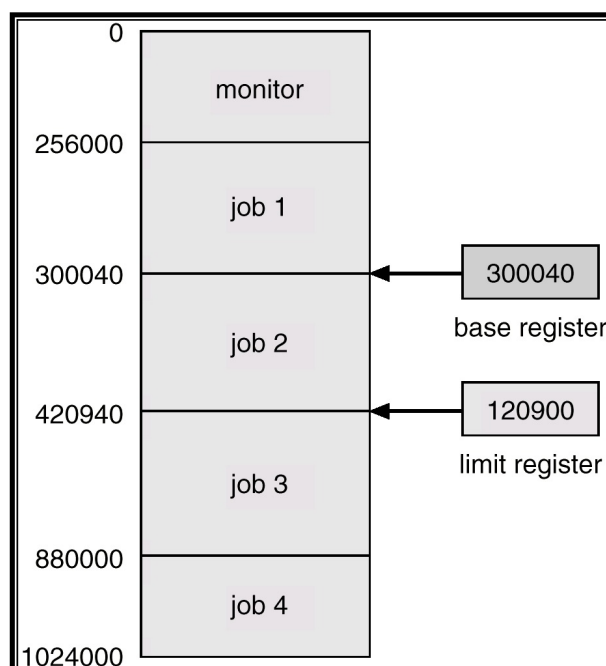 0
monitor
256000
job 1
300040
300040
base register
job 2
420940
120900
limit register
job 3
880000
job 4
1024000